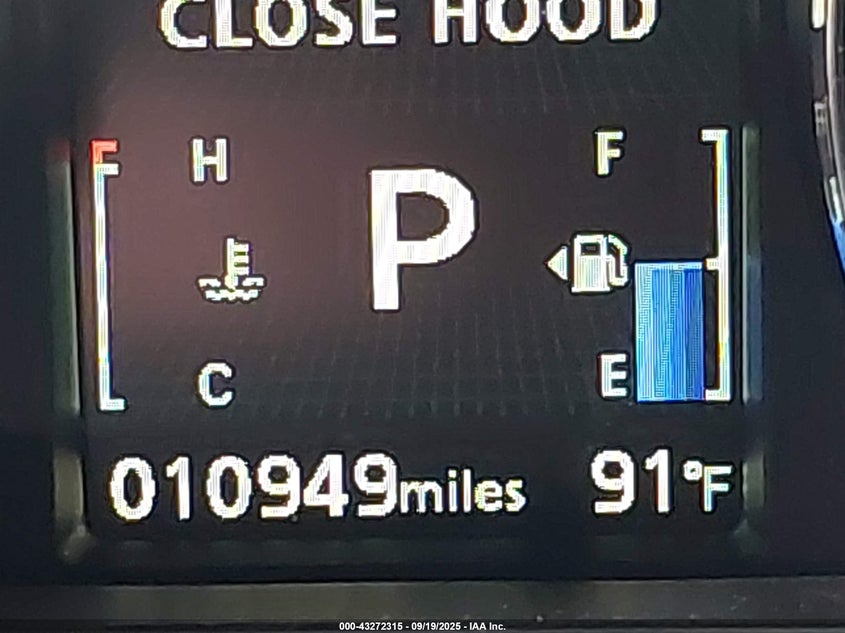 CLOSE HOOD
H F
P
C E
010949miles 91°F
000-43272315 - 09/19/2025 - IAA Inc.